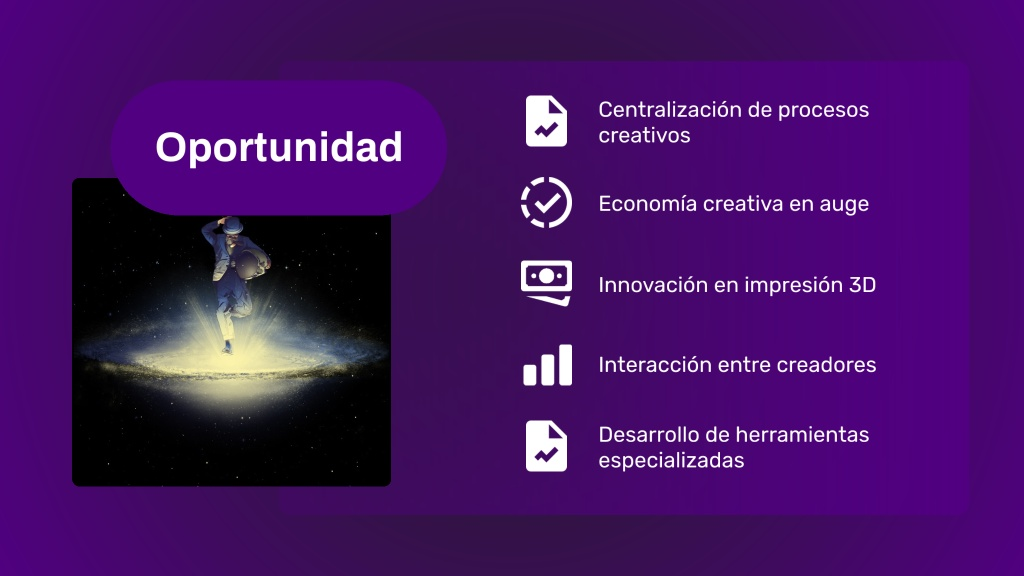 Oportunidad
Centralización de procesos
creativos
Economía creativa en auge
Innovación en impresión 3D
Interacción entre creadores
Desarrollo de herramientas
especializadas